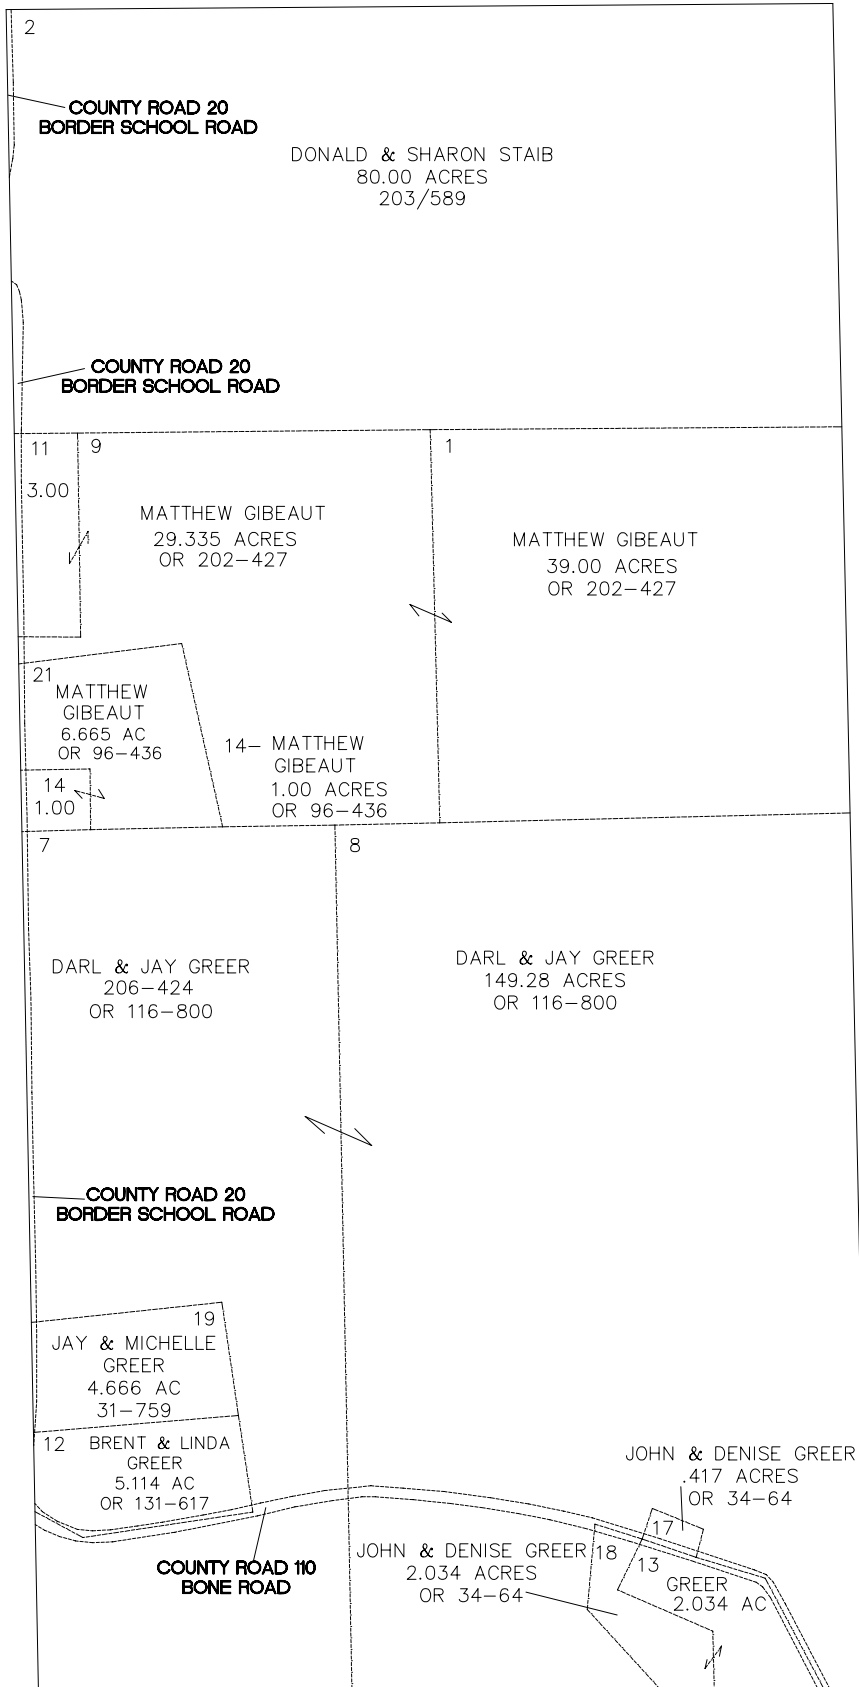 2
COUNTY ROAD 20
BORDER SCHOOL ROAD
DONALD & SHARON STAIB
80.00 ACRES
203/589
COUNTY ROAD 20
BORDER SCHOOL ROAD
11
3.00
9
MATTHEW GIBEAUT
29.335 ACRES
OR 202-427
1
MATTHEW GIBEAUT
39.00 ACRES
OR 202-427
21
MATTHEW
GIBEAUT
6.665 AC
OR 96-436
14
1.00
14- MATTHEW
GIBEAUT
1.00 ACRES
OR 96-436
7
DARL & JAY GREER
206-424
OR 116-800
8
DARL & JAY GREER
149.28 ACRES
OR 116-800
COUNTY ROAD 20
BORDER SCHOOL ROAD
19
JAY & MICHELLE
GREER
4.666 AC
31-759
12
BRENT & LINDA
GREER
5.114 AC
OR 131-617
COUNTY ROAD 110
BONE ROAD
JOHN & DENISE GREER
.417 ACRES
OR 34-64
17
JOHN & DENISE GREER
2.034 ACRES
OR 34-64
18
13
GREER
2.034 AC